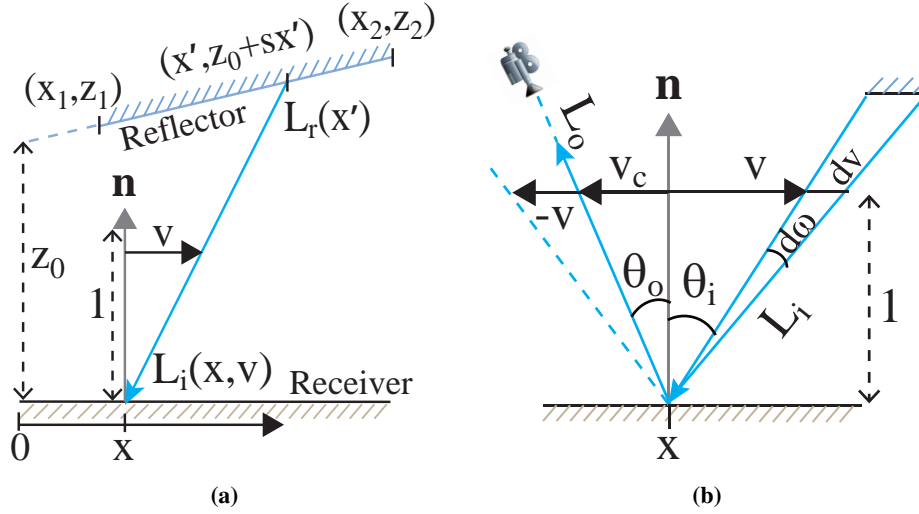 (x₁,z₁)
(x′,z₀+sx′)
(x₂,z₂)
Reflector
Lᵣ(x′)
n
v
z₀
1
Lᵢ(x,v)
Receiver
0
x
(a)
n
Lₒ
v_c
v
dv
-v
dω
θₒ
θᵢ
Lᵢ
1
x
(b)